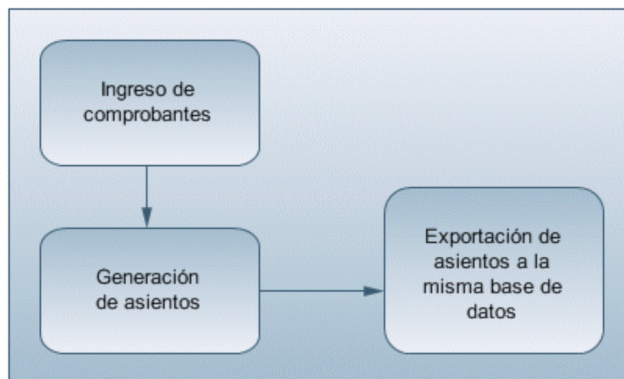 Ingreso de
comprobantes
Generación
de asientos
Exportación de
asientos a la
misma base de
datos